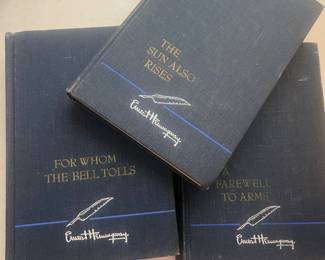 THE
SUN ALSO
RISES
Ernest Hemingway
FOR WHOM
THE BELL TOLLS
Ernest Hemingway
A
FAREWELL
TO ARMS
Ernest Hemingway